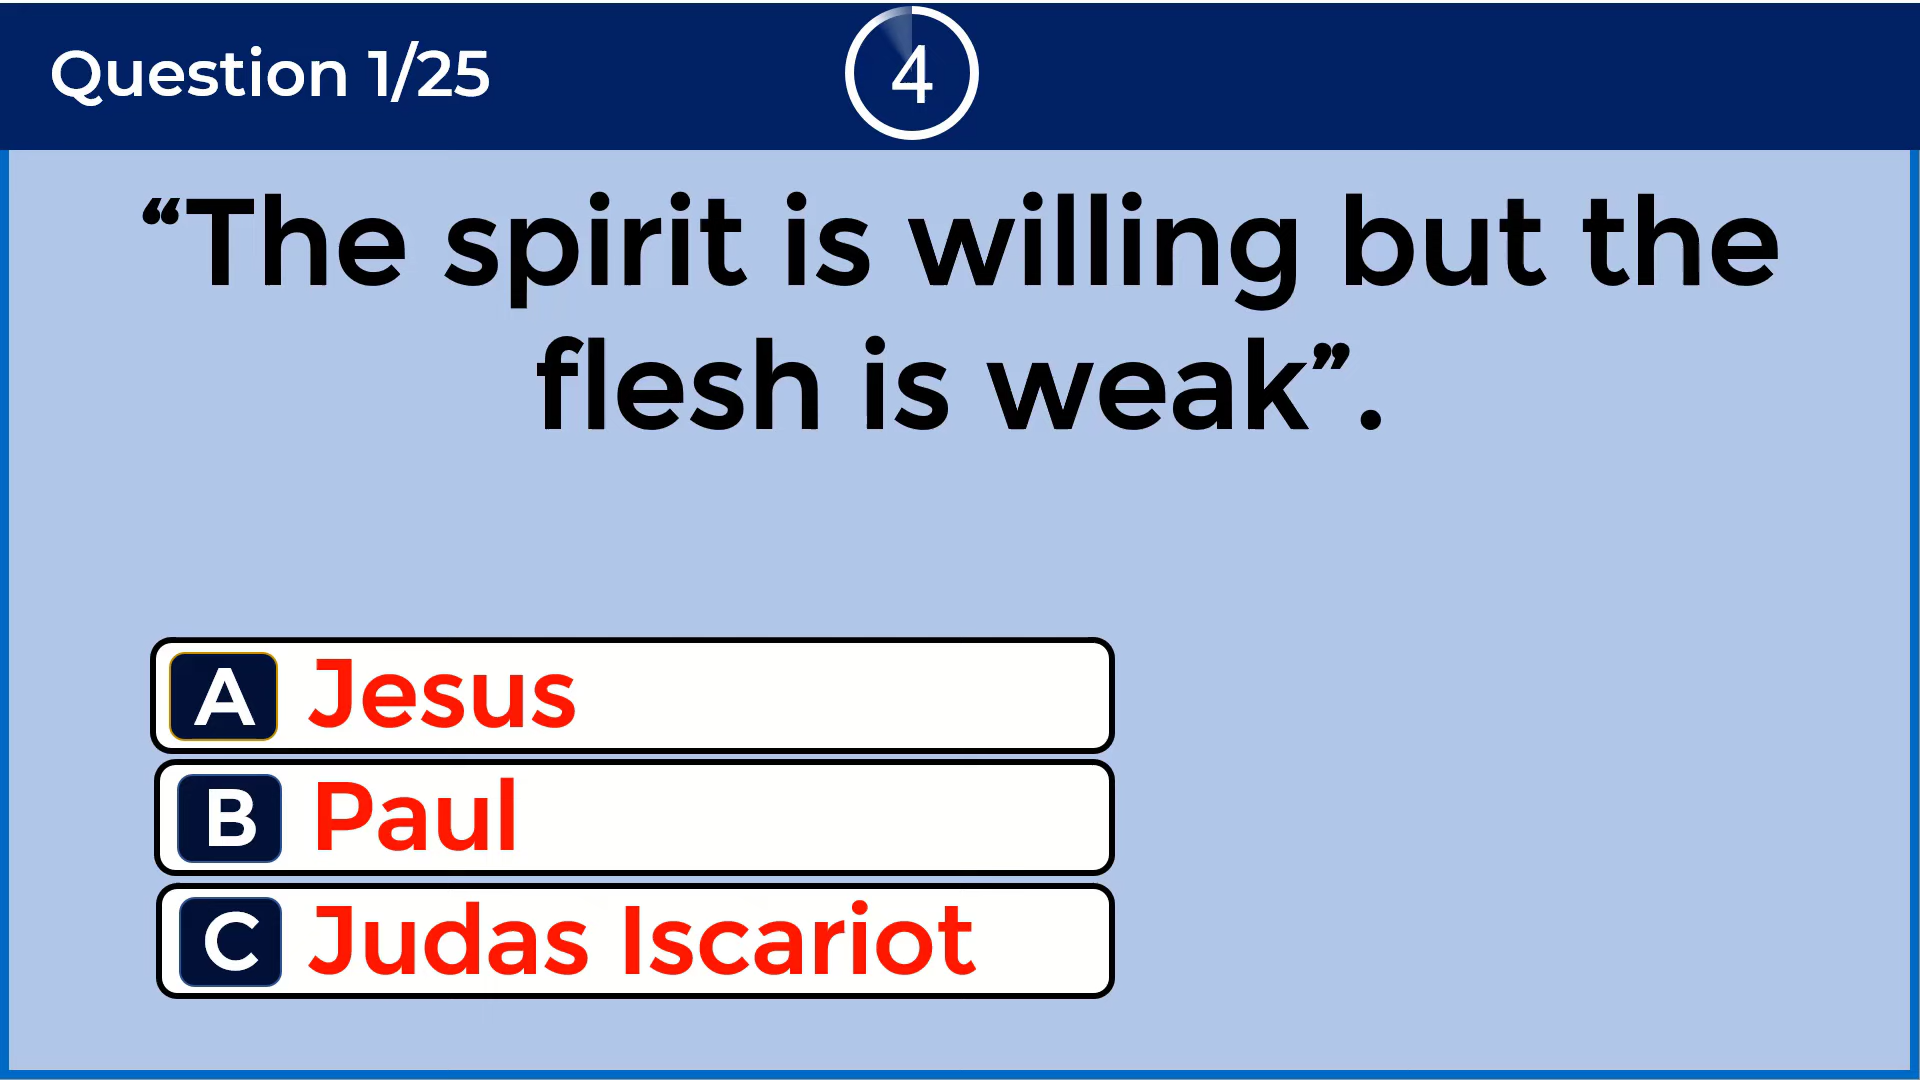 Question 1/25
4
“The spirit is willing but the
flesh is weak”.
A Jesus
B Paul
C Judas Iscariot